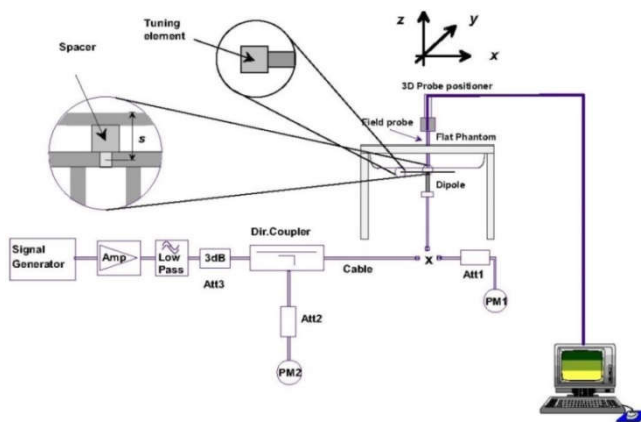 Tuning
element
Spacer
s
z
y
x
3D Probe positioner
Field probe
Flat Phantom
Dipole
Signal
Generator
Amp
Low
Pass
3dB
Att3
Dir.Coupler
Cable
x
Att1
PM1
Att2
PM2